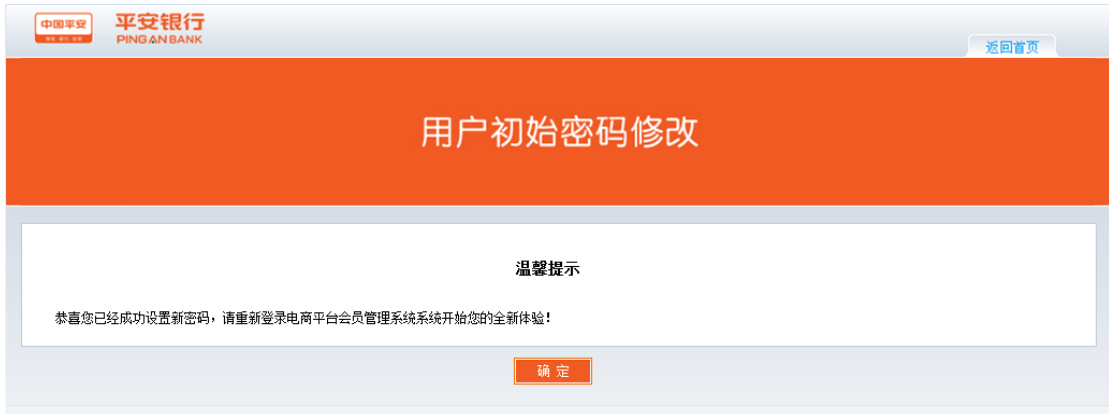 中国平安
平安银行
PING AN BANK
返回首页
用户初始密码修改
温馨提示
恭喜您已经成功设置新密码，请重新登录电商平台会员管理系统系统开始您的全新体验！
确 定